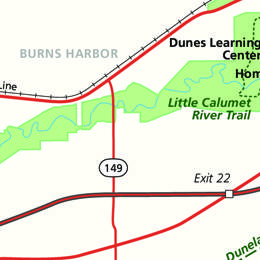 Dunes Learning
Center
BURNS HARBOR
Hom
Line
Little Calumet
River Trail
149
Exit 22
Dunela